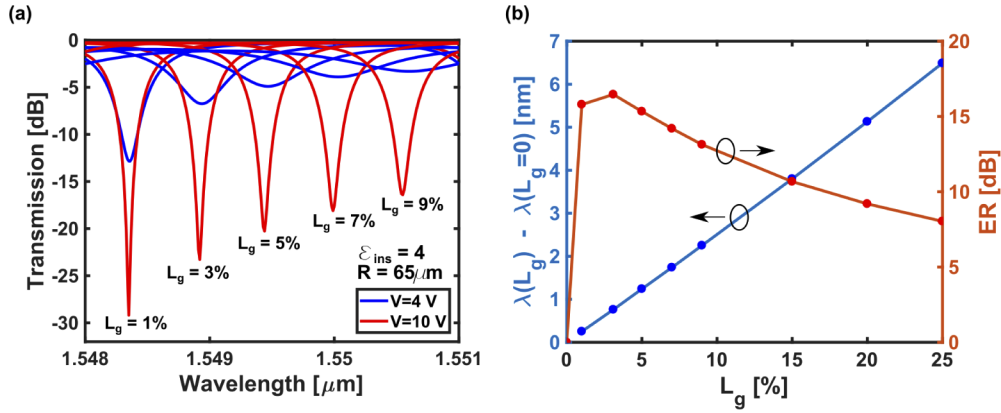 (a)
Transmission [dB]
0
-5
-10
-15
-20
-25
-30
L_g = 1%
L_g = 3%
L_g = 5%
L_g = 7%
L_g = 9%
ℰ_ins = 4
R = 65μm
V=4 V
V=10 V
1.548
1.549
1.55
1.551
Wavelength [μm]
(b)
λ(L_g) - λ(L_g=0) [nm]
7
6
5
4
3
2
1
0
0
5
10
15
20
25
L_g [%]
20
15
10
5
0
ER [dB]